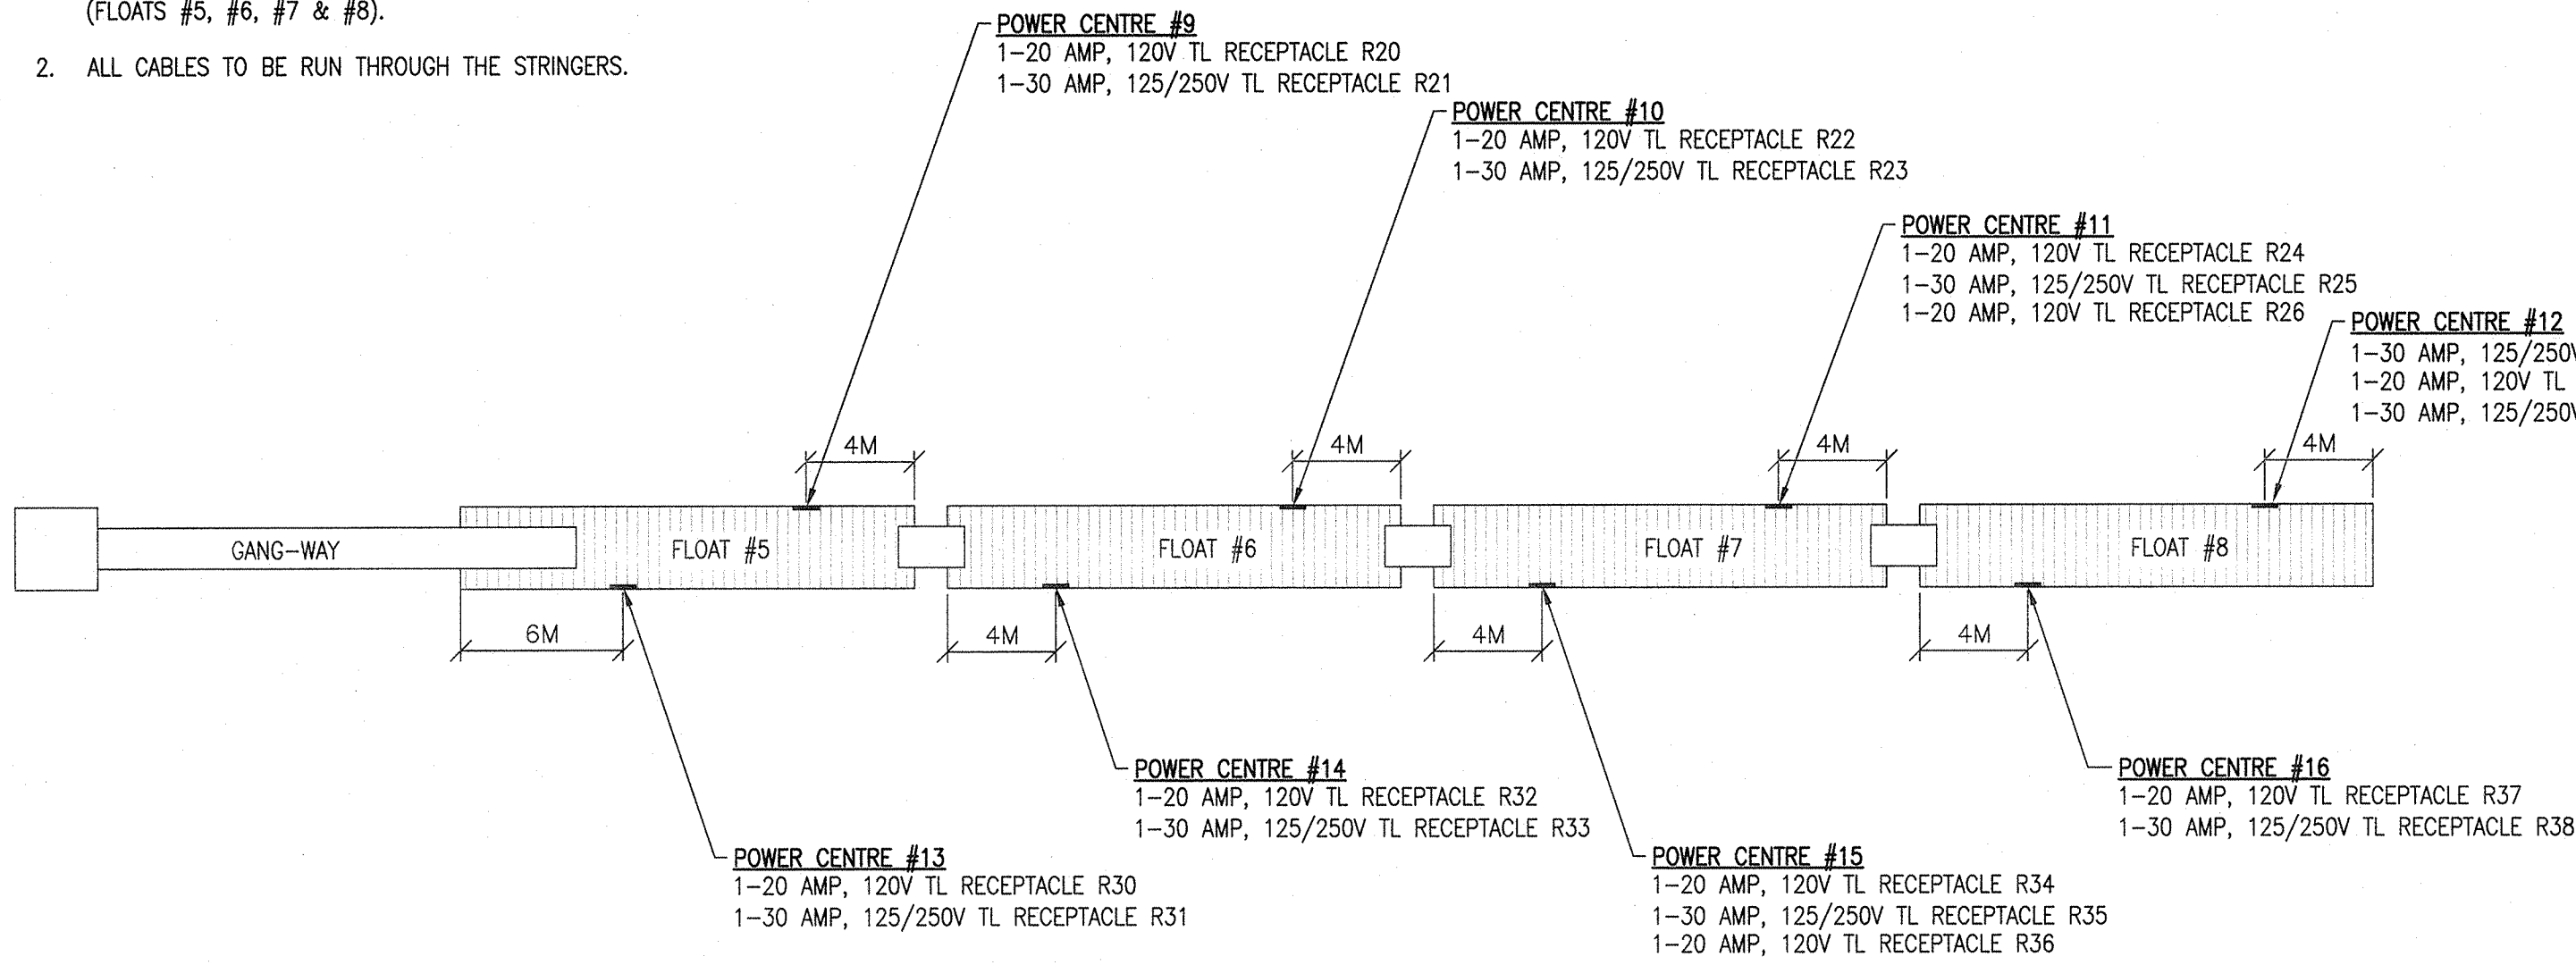 (FLOATS #5, #6, #7 & #8).
2. ALL CABLES TO BE RUN THROUGH THE STRINGERS.
POWER CENTRE #9
1-20 AMP, 120V TL RECEPTACLE R20
1-30 AMP, 125/250V TL RECEPTACLE R21
POWER CENTRE #10
1-20 AMP, 120V TL RECEPTACLE R22
1-30 AMP, 125/250V TL RECEPTACLE R23
POWER CENTRE #11
1-20 AMP, 120V TL RECEPTACLE R24
1-30 AMP, 125/250V TL RECEPTACLE R25
1-20 AMP, 120V TL RECEPTACLE R26
POWER CENTRE #12
1-30 AMP, 125/250V
1-20 AMP, 120V TL
1-30 AMP, 125/250V
4M
4M
4M
4M
GANG-WAY
FLOAT #5
FLOAT #6
FLOAT #7
FLOAT #8
6M
4M
4M
4M
POWER CENTRE #14
1-20 AMP, 120V TL RECEPTACLE R32
1-30 AMP, 125/250V TL RECEPTACLE R33
POWER CENTRE #16
1-20 AMP, 120V TL RECEPTACLE R37
1-30 AMP, 125/250V TL RECEPTACLE R38
POWER CENTRE #13
1-20 AMP, 120V TL RECEPTACLE R30
1-30 AMP, 125/250V TL RECEPTACLE R31
POWER CENTRE #15
1-20 AMP, 120V TL RECEPTACLE R34
1-30 AMP, 125/250V TL RECEPTACLE R35
1-20 AMP, 120V TL RECEPTACLE R36